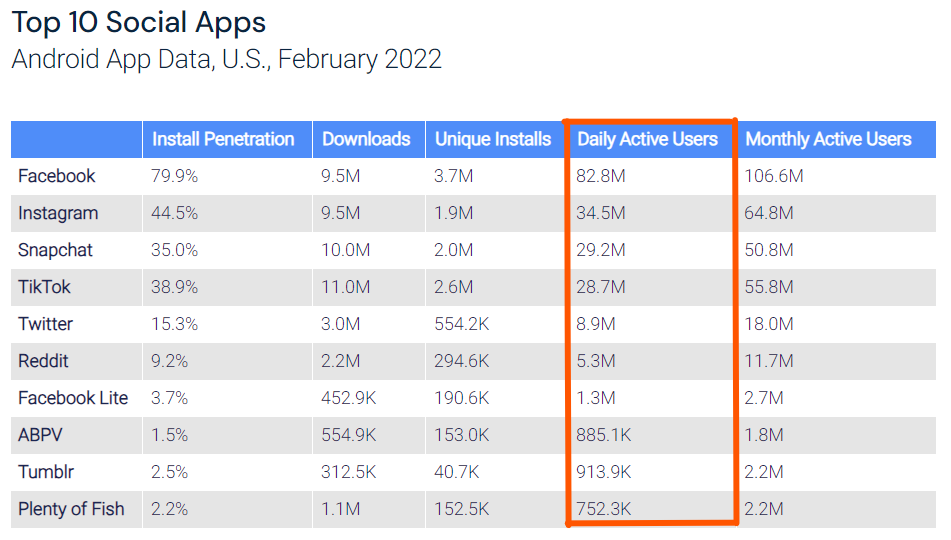 Top 10 Social Apps
Android App Data, U.S., February 2022
Install Penetration Downloads Unique Installs Daily Active Users Monthly Active Users
Facebook 79.9% 9.5M 3.7M 82.8M 106.6M
Instagram 44.5% 9.5M 1.9M 34.5M 64.8M
Snapchat 35.0% 10.0M 2.0M 29.2M 50.8M
TikTok 38.9% 11.0M 2.6M 28.7M 55.8M
Twitter 15.3% 3.0M 554.2K 8.9M 18.0M
Reddit 9.2% 2.2M 294.6K 5.3M 11.7M
Facebook Lite 3.7% 452.9K 190.6K 1.3M 2.7M
ABPV 1.5% 554.9K 153.0K 885.1K 1.8M
Tumblr 2.5% 312.5K 40.7K 913.9K 2.2M
Plenty of Fish 2.2% 1.1M 152.5K 752.3K 2.2M